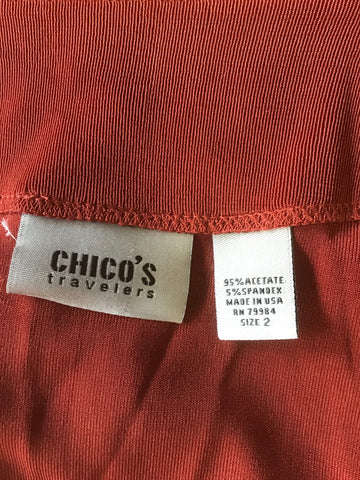 CHICO'S
travelers
95% ACETATE
5% SPANDEX
MADE IN USA
RN 79984
SIZE 2